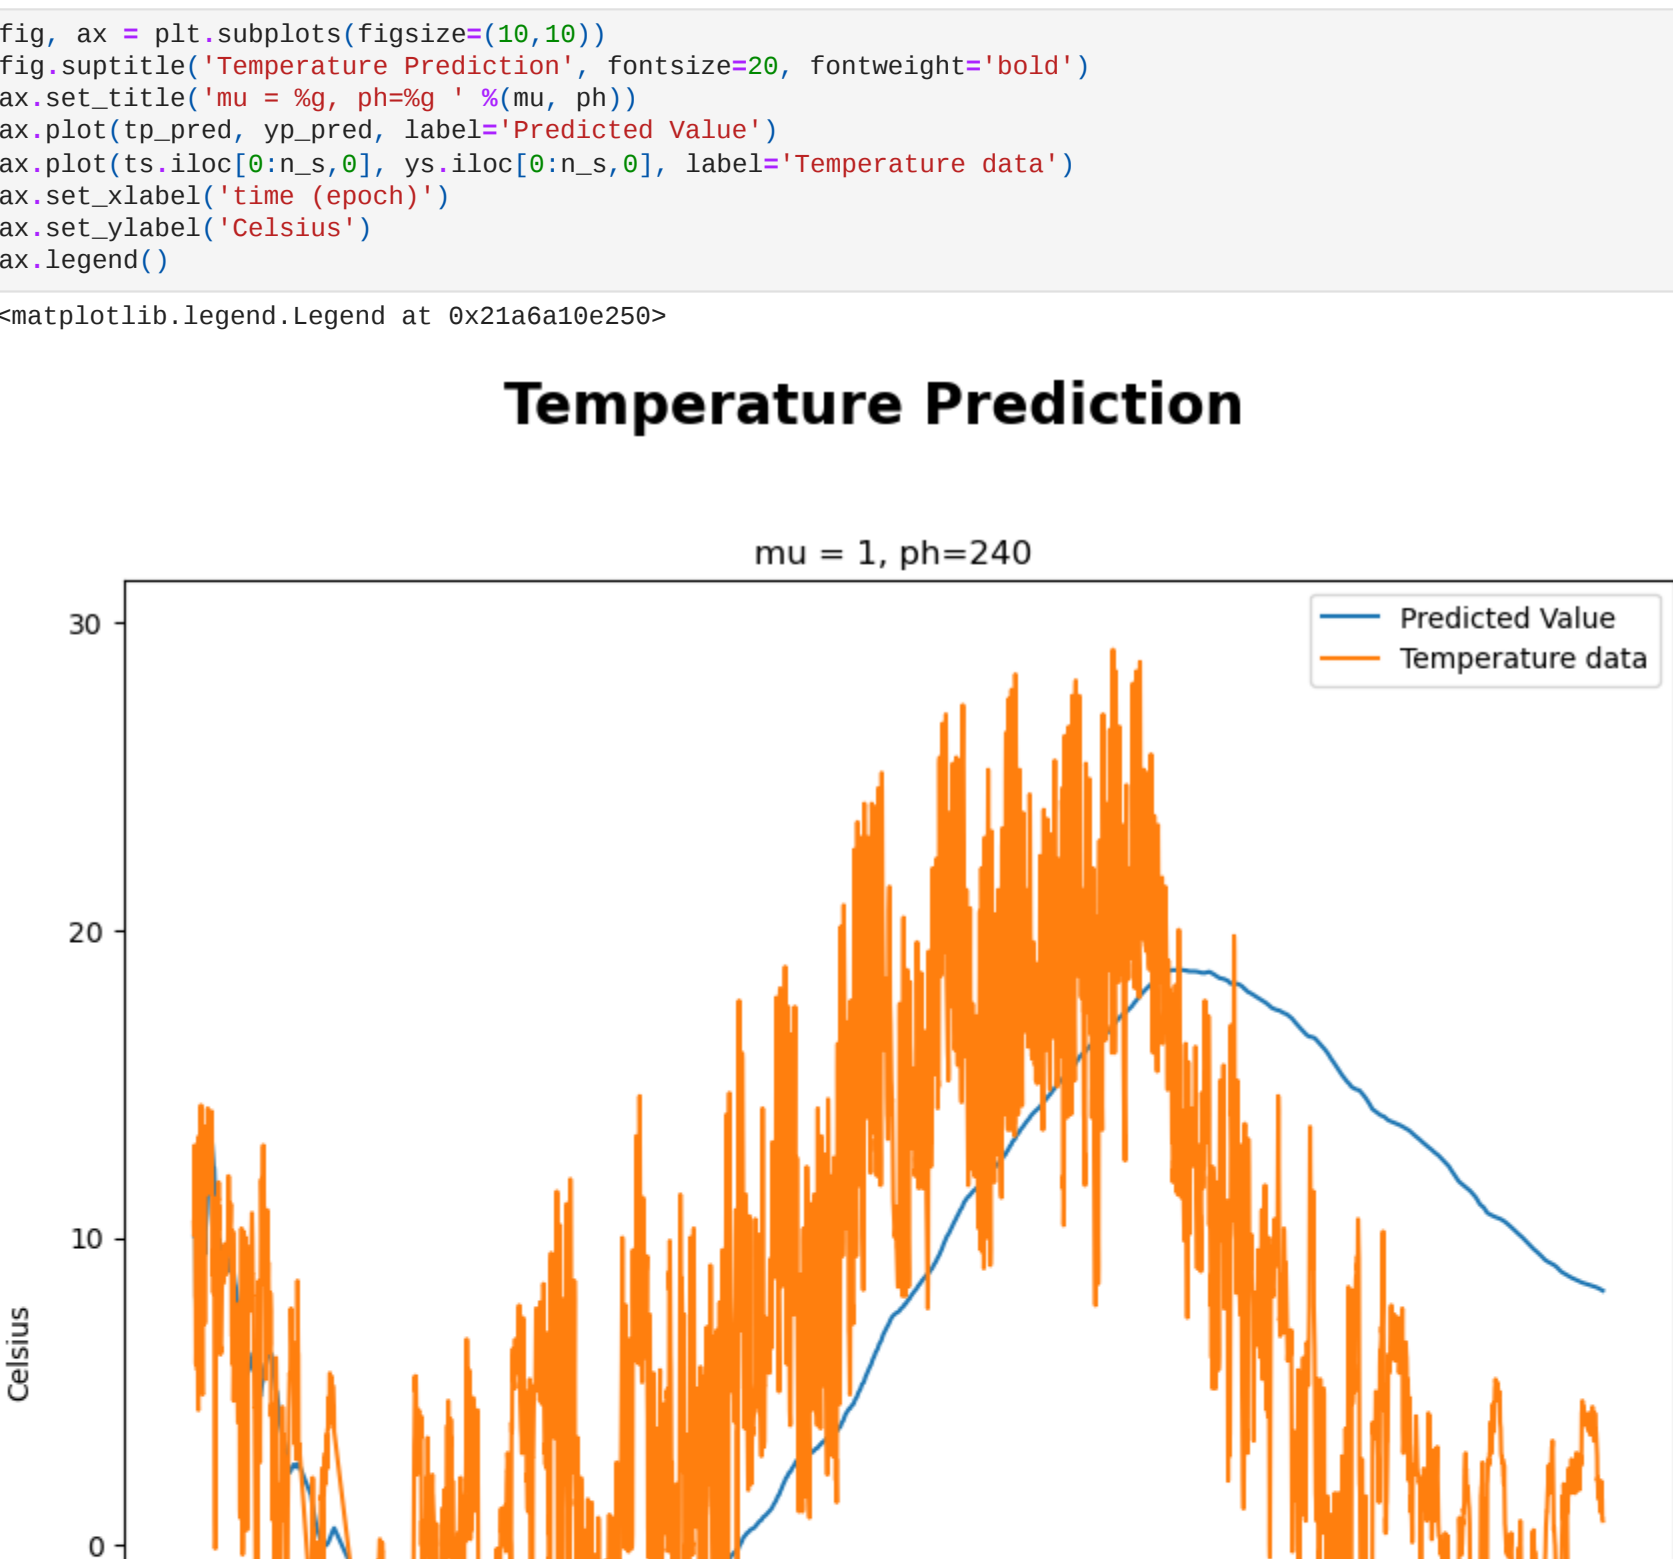 fig, ax = plt.subplots(figsize=(10,10))
fig.suptitle('Temperature Prediction', fontsize=20, fontweight='bold')
ax.set_title('mu = %g, ph=%g ' %(mu, ph))
ax.plot(tp_pred, yp_pred, label='Predicted Value')
ax.plot(ts.iloc[0:n_s,0], ys.iloc[0:n_s,0], label='Temperature data')
ax.set_xlabel('time (epoch)')
ax.set_ylabel('Celsius')
ax.legend()
<matplotlib.legend.Legend at 0x21a6a10e250>
Temperature Prediction
mu = 1, ph=240
Predicted Value
Temperature data
30
20
10
0
Celsius